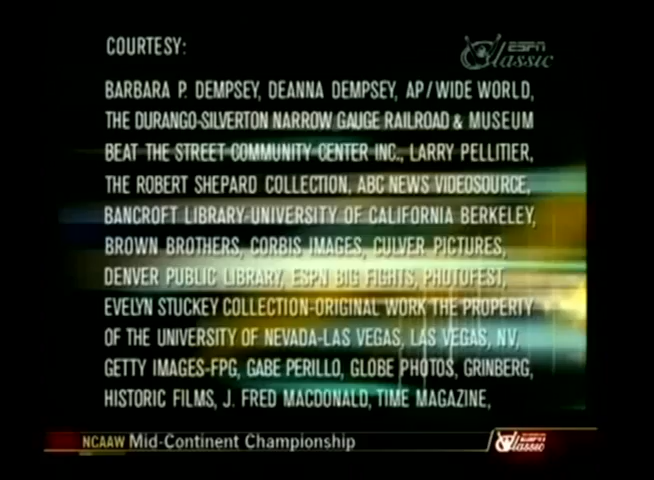 COURTESY:
ESPN
Classic
BARBARA P. DEMPSEY, DEANNA DEMPSEY, AP/WIDE WORLD,
THE DURANGO-SILVERTON NARROW GAUGE RAILROAD & MUSEUM
BEAT THE STREET COMMUNITY CENTER INC., LARRY PELLITIER,
THE ROBERT SHEPARD COLLECTION, ABC NEWS VIDEOSOURCE,
BANCROFT LIBRARY-UNIVERSITY OF CALIFORNIA BERKELEY,
BROWN BROTHERS, CORBIS IMAGES, CULVER PICTURES,
DENVER PUBLIC LIBRARY, ESPN BIG FIGHTS, PHOTOFEST,
EVELYN STUCKEY COLLECTION-ORIGINAL WORK THE PROPERTY
OF THE UNIVERSITY OF NEVADA-LAS VEGAS, LAS VEGAS, NV,
GETTY IMAGES-FPG, GABE PERILLO, GLOBE PHOTOS, GRINBERG,
HISTORIC FILMS, J. FRED MACDONALD, TIME MAGAZINE,
NCAAW Mid-Continent Championship
Classic